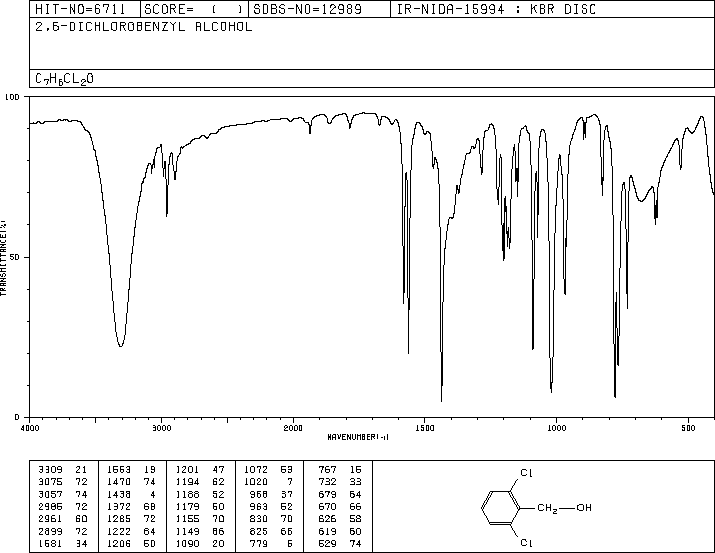 HIT-NO=6711 SCORE= ( ) SDBS-NO=12989 IR-NIDA-15994 : KBR DISC
2,6-DICHLOROBENZYL ALCOHOL
C7H6CL2O
100
50
0
TRANSMITTANCE(%)
4000 3000 2000 1500 1000 500
WAVENUMBER(-1)
3309 21 1563 19 1201 47 1072 53 767 15
3075 72 1470 74 1194 62 1020 7 732 33
3057 74 1438 4 1188 52 968 37 679 64
2985 72 1372 68 1179 50 963 52 670 66
2961 60 1285 72 1155 70 830 70 626 58
2899 72 1222 64 1149 66 825 66 619 60
1581 34 1206 50 1090 20 779 5 529 74
Cl
CH2
OH
Cl